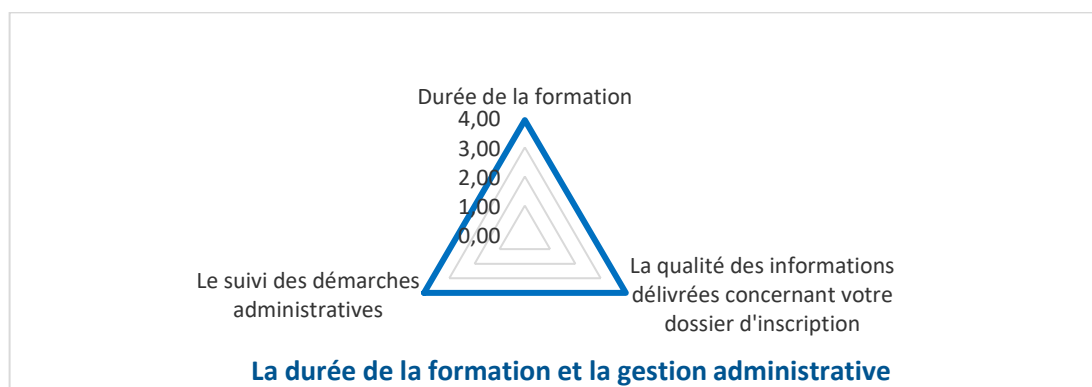 Durée de la formation
4,00
3,00
2,00
1,00
0,00
Le suivi des démarches
administratives
La qualité des informations
délivrées concernant votre
dossier d'inscription
La durée de la formation et la gestion administrative